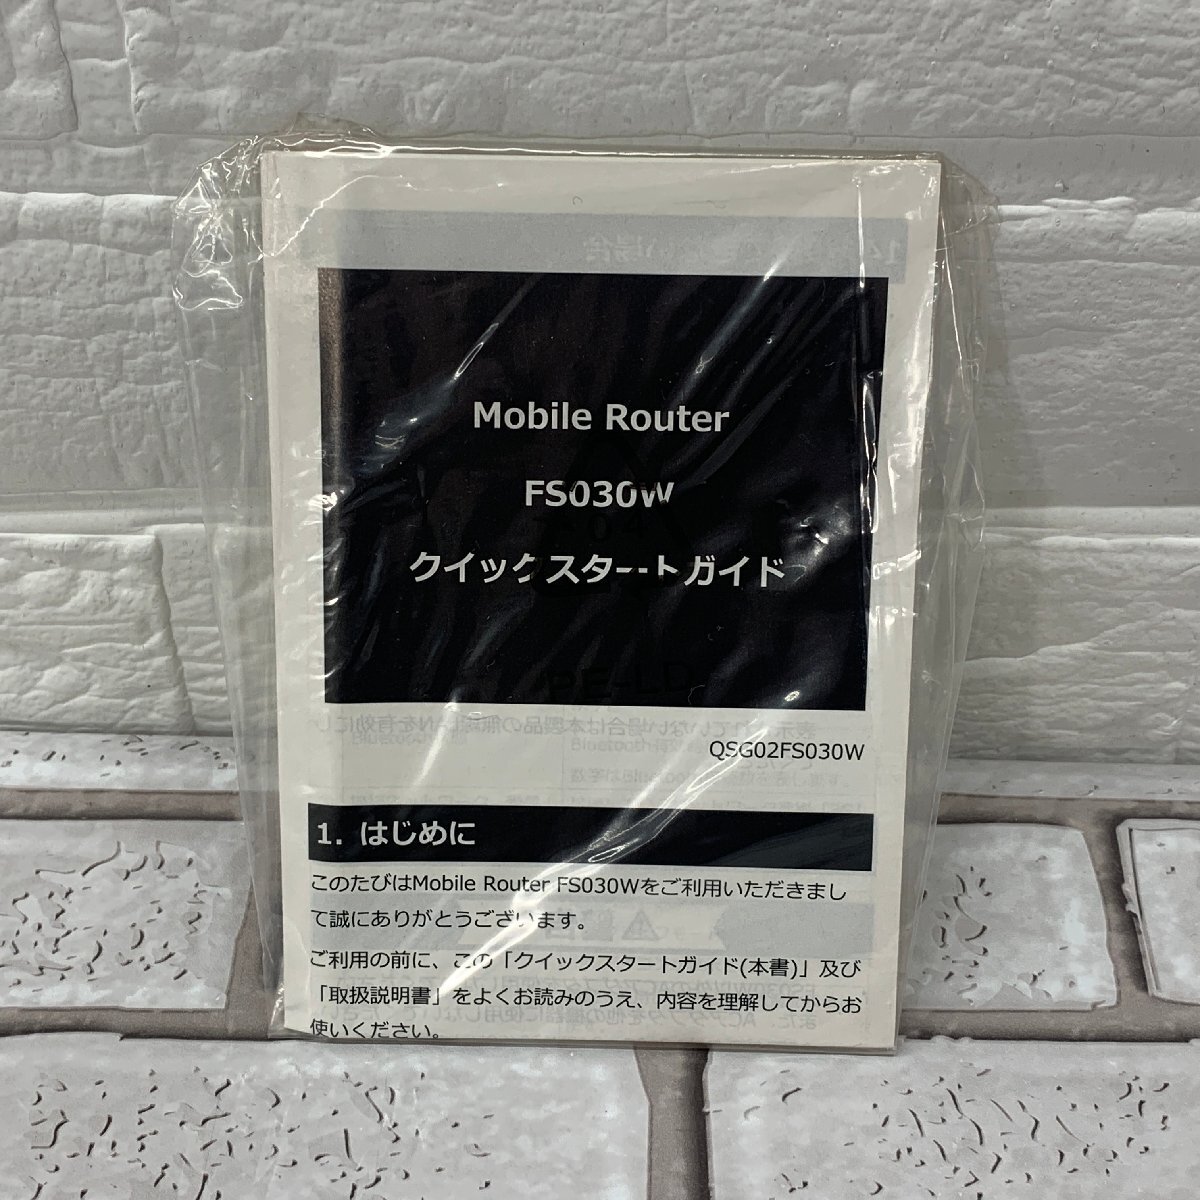 Mobile Router
FS030W
クイックスタートガイド
04
PE-LD
QSG02FS030W
1. はじめに
このたびはMobile Router FS030Wをご利用いただきまし
て誠にありがとうございます。
ご利用の前に、この「クイックスタートガイド(本書)」及び
「取扱説明書」をよくお読みのうえ、内容を理解してからお
使いください。